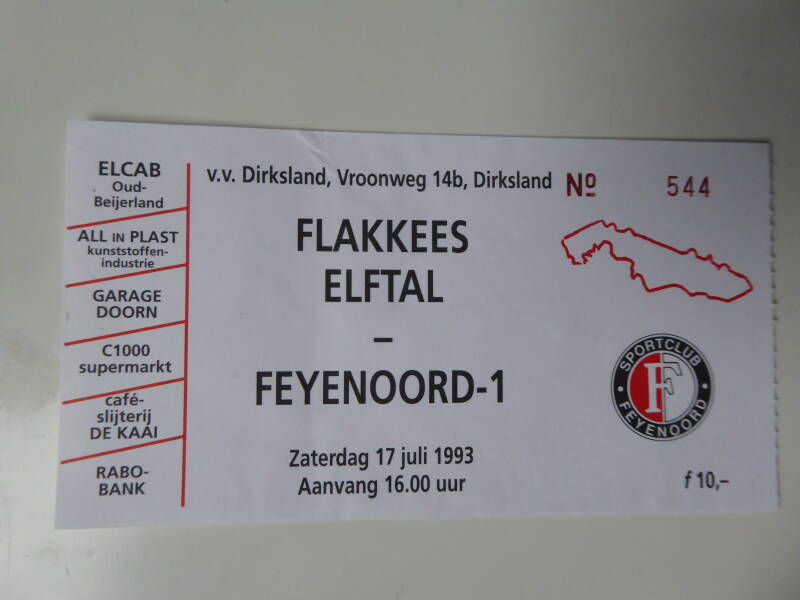 ELCAB
Oud-
Beijerland
ALL IN PLAST
kunststoffen-
industrie
GARAGE
DOORN
C1000
supermarkt
café-
slijterij
DE KAAI
RABO-
BANK
v.v. Dirksland, Vroonweg 14b, Dirksland
Nº 544
FLAKKEES
ELFTAL
–
FEYENOORD-1
Zaterdag 17 juli 1993
Aanvang 16.00 uur
SPORTCLUB
F
FEYENOORD
f 10,–